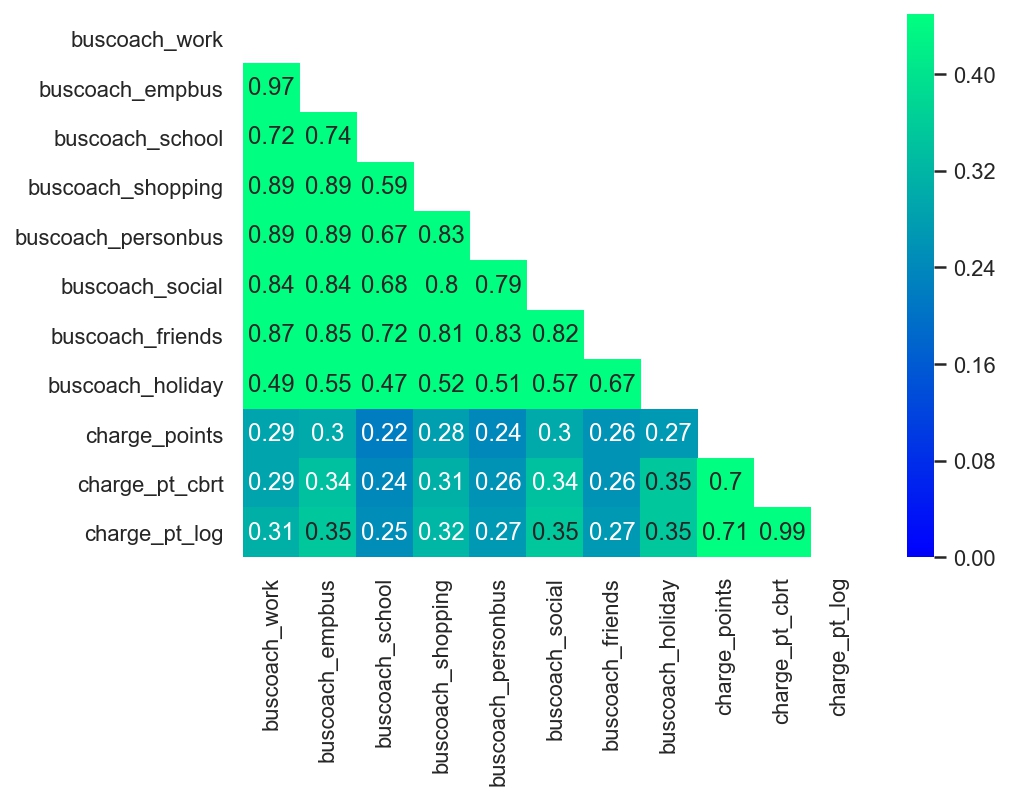 buscoach_work
buscoach_empbus 0.97
buscoach_school 0.72 0.74
buscoach_shopping 0.89 0.89 0.59
buscoach_personbus 0.89 0.89 0.67 0.83
buscoach_social 0.84 0.84 0.68 0.8 0.79
buscoach_friends 0.87 0.85 0.72 0.81 0.83 0.82
buscoach_holiday 0.49 0.55 0.47 0.52 0.51 0.57 0.67
charge_points 0.29 0.3 0.22 0.28 0.24 0.3 0.26 0.27
charge_pt_cbrt 0.29 0.34 0.24 0.31 0.26 0.34 0.26 0.35 0.7
charge_pt_log 0.31 0.35 0.25 0.32 0.27 0.35 0.27 0.35 0.71 0.99
buscoach_work
buscoach_empbus
buscoach_school
buscoach_shopping
buscoach_personbus
buscoach_social
buscoach_friends
buscoach_holiday
charge_points
charge_pt_cbrt
charge_pt_log
0.40
0.32
0.24
0.16
0.08
0.00